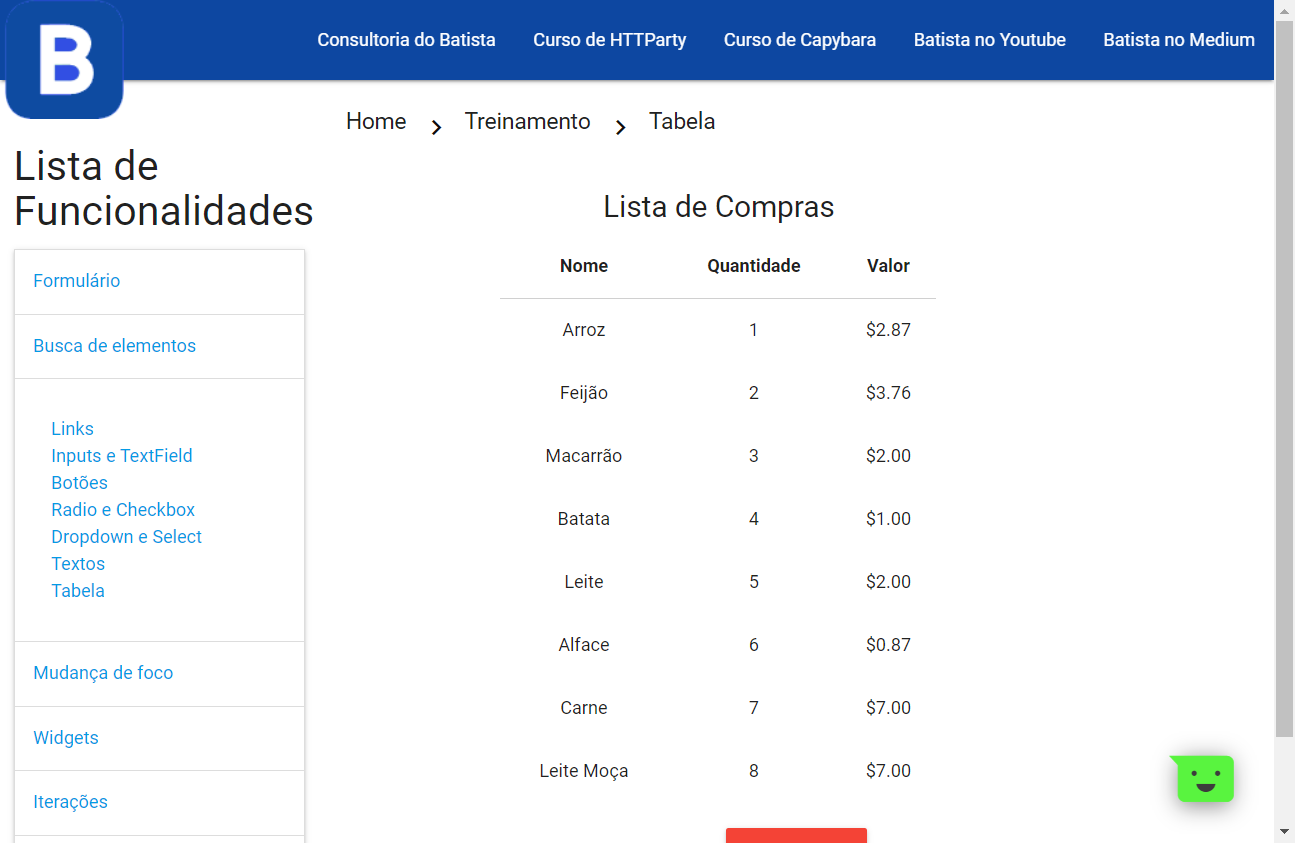 B
Consultoria do Batista Curso de HTTParty Curso de Capybara Batista no Youtube Batista no Medium
Home Treinamento Tabela
Lista de
Funcionalidades
Formulário
Busca de elementos
Links
Inputs e TextField
Botões
Radio e Checkbox
Dropdown e Select
Textos
Tabela
Mudança de foco
Widgets
Iterações
Lista de Compras
Nome Quantidade Valor
Arroz 1 $2.87
Feijão 2 $3.76
Macarrão 3 $2.00
Batata 4 $1.00
Leite 5 $2.00
Alface 6 $0.87
Carne 7 $7.00
Leite Moça 8 $7.00